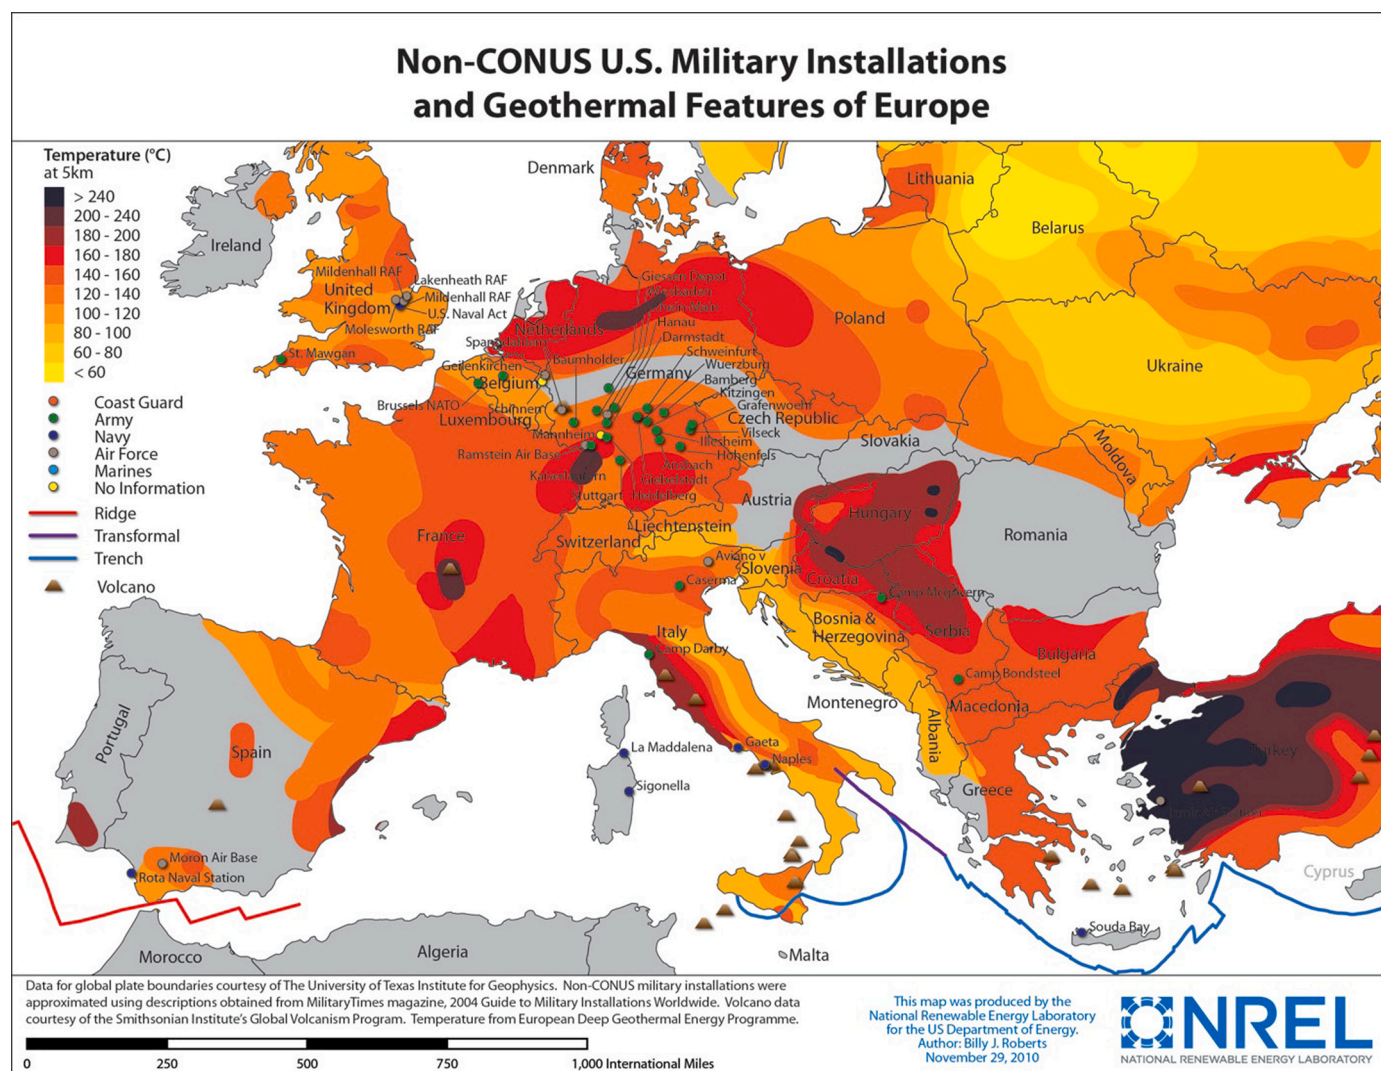 Non-CONUS U.S. Military Installations
and Geothermal Features of Europe
Temperature (°C)
at 5km
> 240
200 - 240
180 - 200
160 - 180
140 - 160
120 - 140
100 - 120
80 - 100
60 - 80
< 60
Coast Guard
Army
Navy
Air Force
Marines
No Information
Ridge
Transformal
Trench
Volcano
Denmark
Lithuania
Belarus
Ireland
Mildenhall RAF
Lakenheath RAF
United
Kingdom
Mildenhall RAF
U.S. Naval Act
Molesworth RAF
St. Mawgan
Giessen Depot
Wiesbaden
Hanau
Darmstadt
Netherlands
Spangdahlem
Schweinfurt
Wuerzburg
Baumholder
Geilenkirchen
Germany
Bamberg
Kitzingen
Belgium
Brussels NATO
Schinnen
Grafenwoehr
Luxembourg
Czech Republic
Mannheim
Vilseck
Illesheim
Ramstein Air Base
Hohenfels
Ansbach
Giebelstadt
Stuttgart
Heidelberg
Poland
Ukraine
Slovakia
Moldova
Austria
Hungary
Romania
Liechtenstein
France
Switzerland
Aviano v
Slovenia
Caserma
Croatia
Camp Mcgovern
Bosnia &
Herzegovina
Serbia
Italy
Camp Darby
Bulgaria
Camp Bondsteel
Montenegro
Macedonia
Albania
Portugal
Spain
La Maddalena
Gaeta
Naples
Sigonella
Turkey
Greece
Moron Air Base
Rota Naval Station
Cyprus
Souda Bay
Malta
Morocco
Algeria
Data for global plate boundaries courtesy of The University of Texas Institute for Geophysics. Non-CONUS military installations were
approximated using descriptions obtained from MilitaryTimes magazine, 2004 Guide to Military Installations Worldwide. Volcano data
courtesy of the Smithsonian Institute's Global Volcanism Program. Temperature from European Deep Geothermal Energy Programme.
0 250 500 750 1,000 International Miles
This map was produced by the
National Renewable Energy Laboratory
for the US Department of Energy.
Author: Billy J. Roberts
November 29, 2010
NREL
NATIONAL RENEWABLE ENERGY LABORATORY